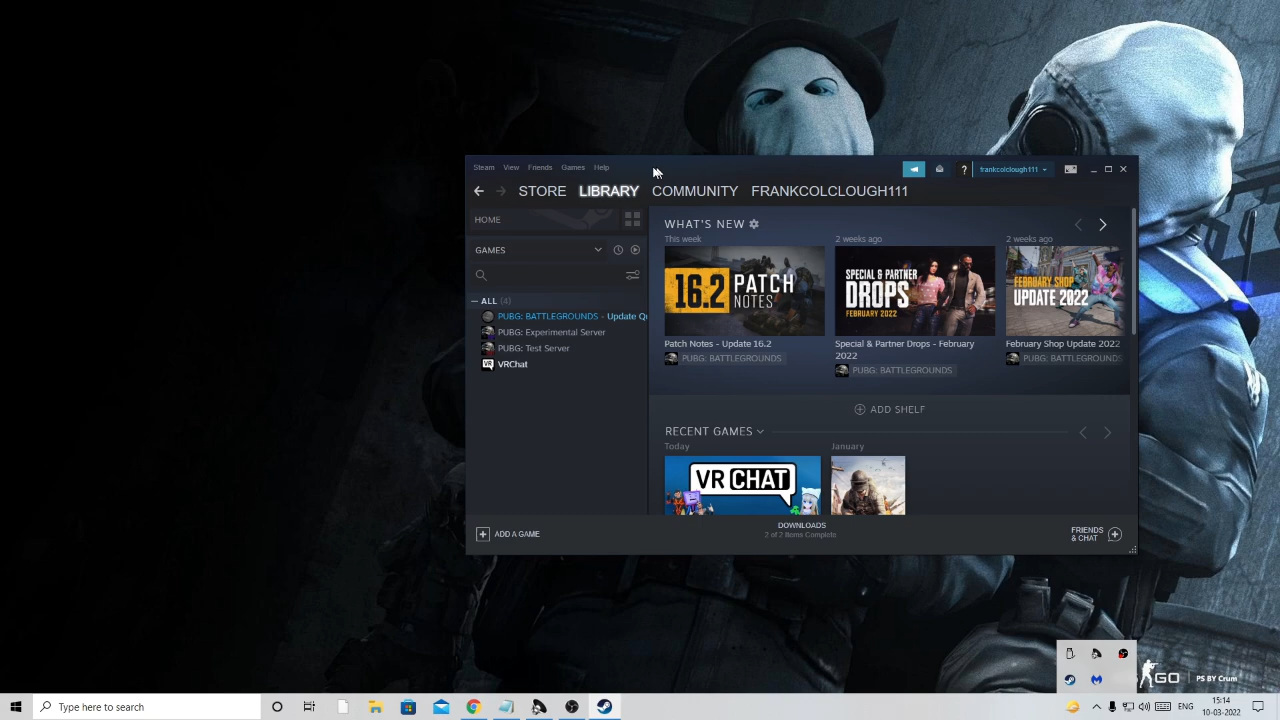 Steam View Friends Games Help
? frankcolclough111
STORE LIBRARY COMMUNITY FRANKCOLCLOUGH111
HOME
GAMES
ALL (4)
PUBG: BATTLEGROUNDS - Update Qu
PUBG: Experimental Server
PUBG: Test Server
VR VRChat
WHAT'S NEW
This week
2 weeks ago
2 weeks ago
16.2 PATCH NOTES
SPECIAL & PARTNER
DROPS
FEBRUARY 2022
FEBRUARY SHOP
UPDATE 2022
Patch Notes - Update 16.2
PUBG: BATTLEGROUNDS
Special & Partner Drops - February
2022
PUBG: BATTLEGROUNDS
February Shop Update 2022
PUBG: BATTLEGROUNDS
ADD SHELF
RECENT GAMES
Today
January
VR CHAT
ADD A GAME
DOWNLOADS
2 of 2 Items Complete
FRIENDS
& CHAT
GO PS BY Crum
Type here to search
ENG
15:14
10-03-2022